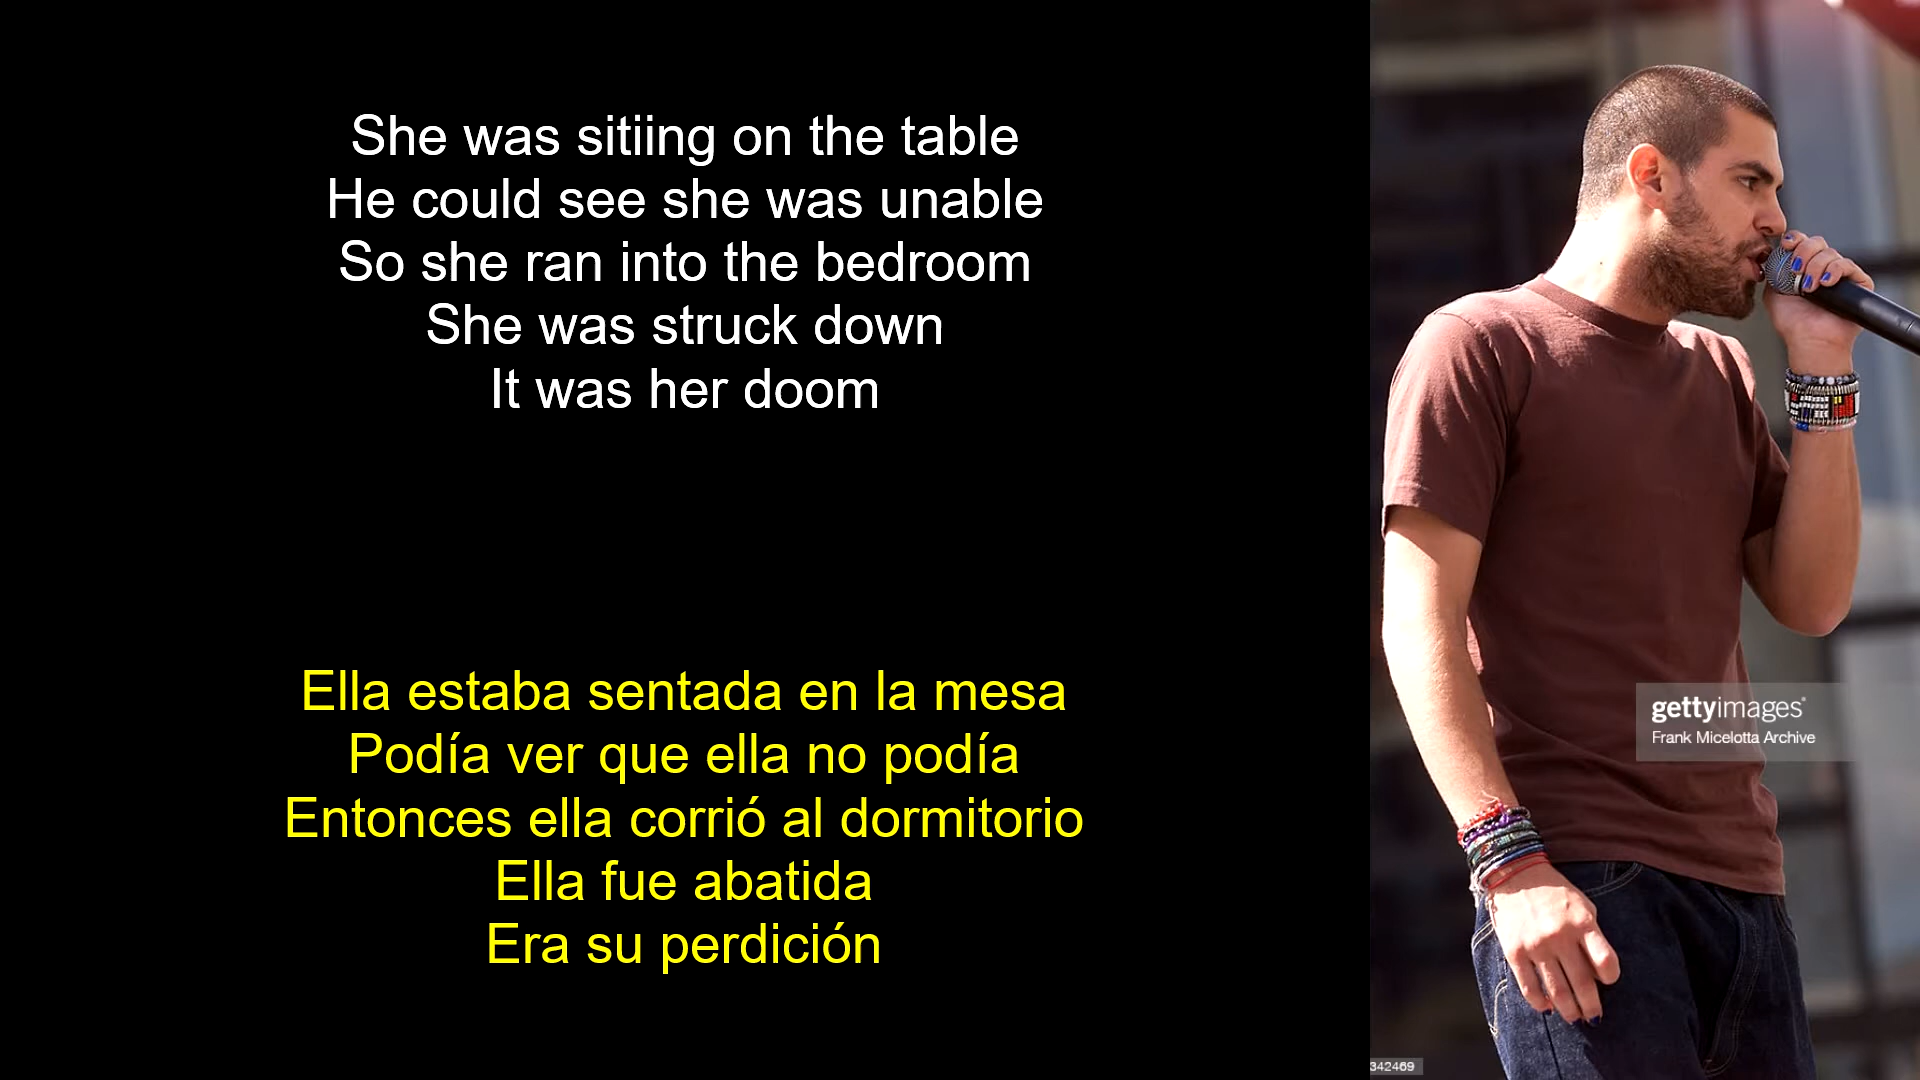 She was sitiing on the table
He could see she was unable
So she ran into the bedroom
She was struck down
It was her doom
Ella estaba sentada en la mesa
Podía ver que ella no podía
Entonces ella corrió al dormitorio
Ella fue abatida
Era su perdición
gettyimages®
Frank Micelotta Archive
342469